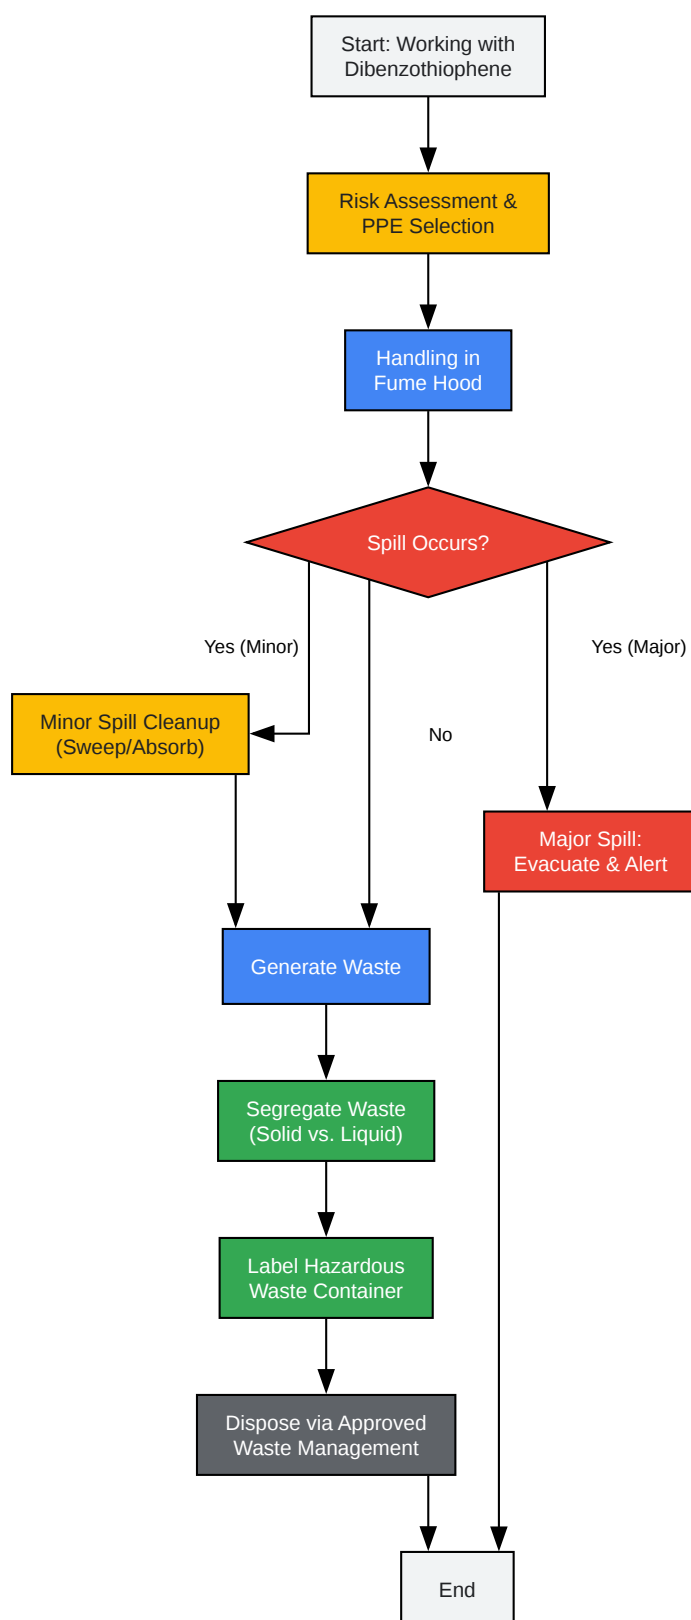 Start: Working with
Dibenzothiophene
Risk Assessment &
PPE Selection
Handling in
Fume Hood
Spill Occurs?
Yes (Minor)
Yes (Major)
Minor Spill Cleanup
(Sweep/Absorb)
No
Major Spill:
Evacuate & Alert
Generate Waste
Segregate Waste
(Solid vs. Liquid)
Label Hazardous
Waste Container
Dispose via Approved
Waste Management
End